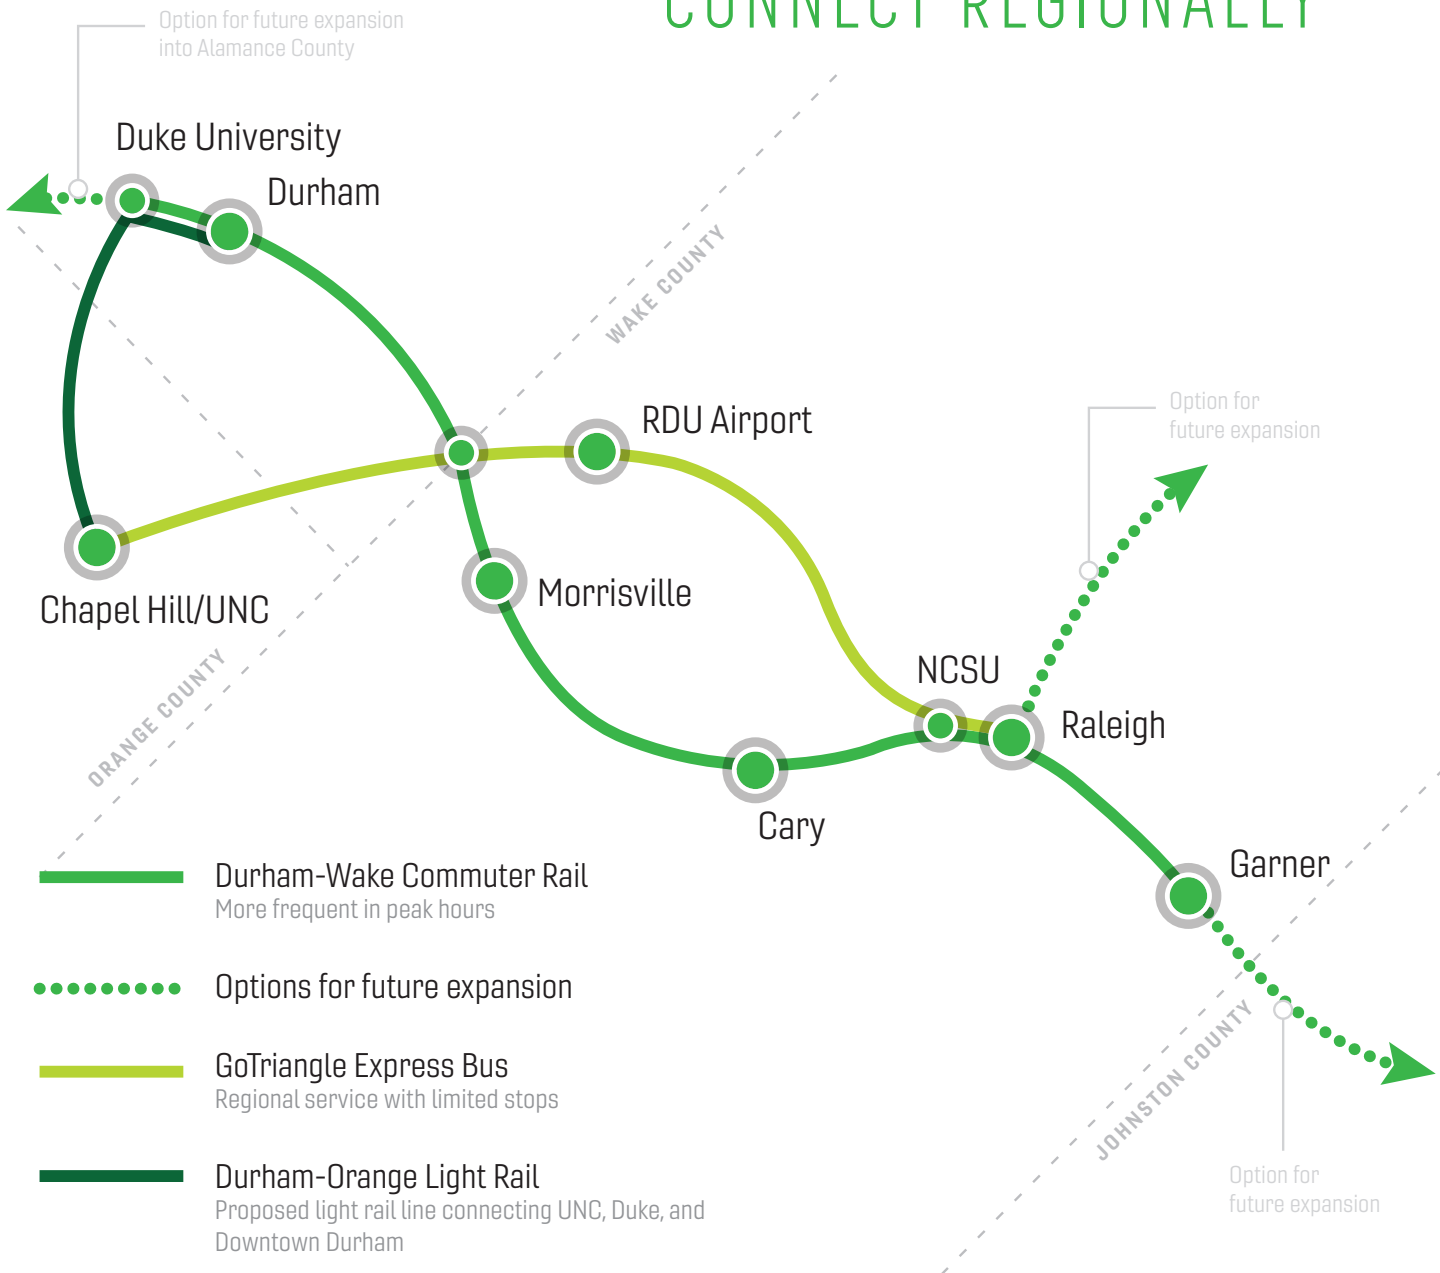 CONNECT REGIONALLY
Option for future expansion
into Alamance County
Duke University
Durham
WAKE COUNTY
RDU Airport
Option for
future expansion
Morrisville
Chapel Hill/UNC
ORANGE COUNTY
NCSU
Raleigh
Cary
Garner
Durham-Wake Commuter Rail
More frequent in peak hours
Options for future expansion
JOHNSTON COUNTY
GoTriangle Express Bus
Regional service with limited stops
Durham-Orange Light Rail
Proposed light rail line connecting UNC, Duke, and
Downtown Durham
Option for
future expansion